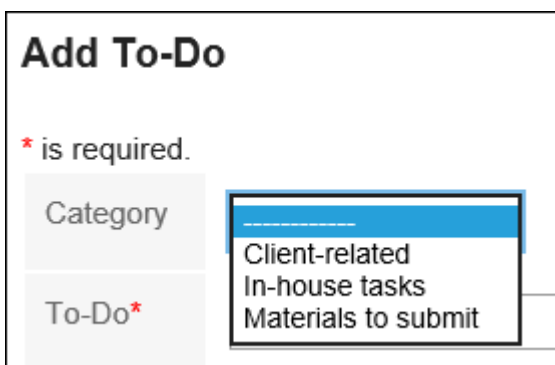 Add To-Do
* is required.
Category
------------
Client-related
In-house tasks
Materials to submit
To-Do*